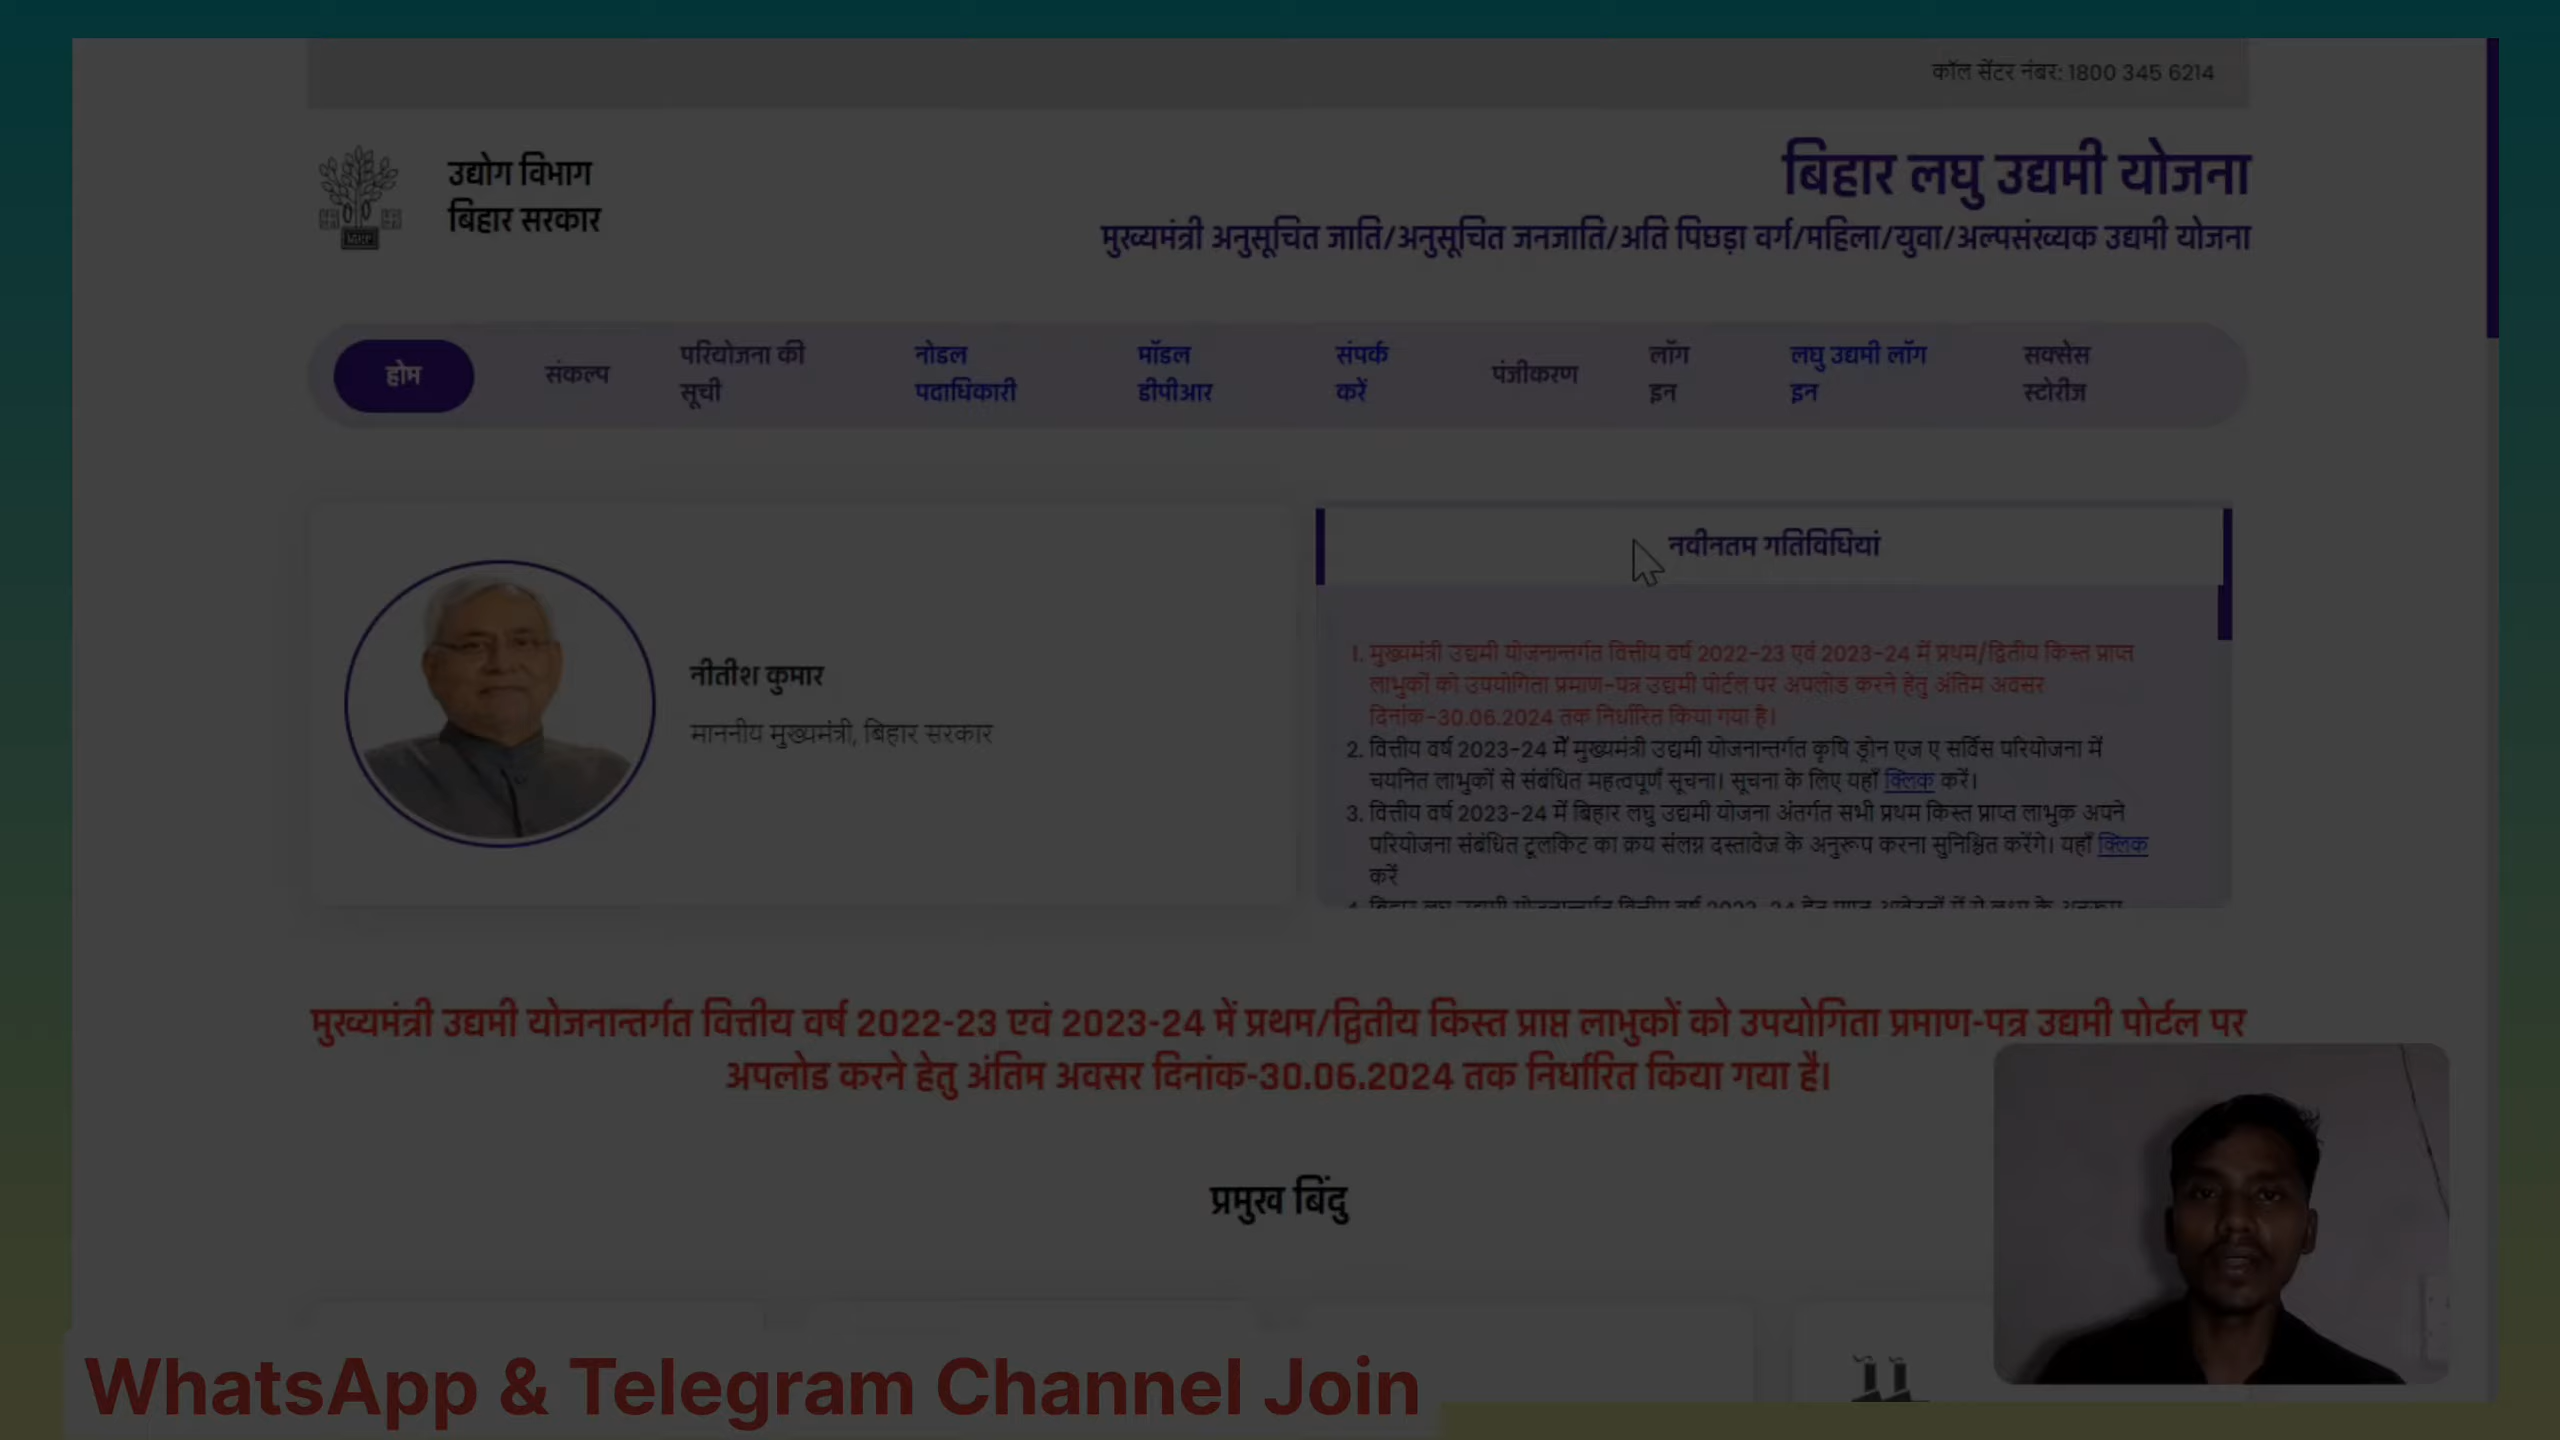 कॉल सेंटर नंबर: 1800 345 6214
उद्योग विभाग
बिहार सरकार
बिहार लघु उद्यमी योजना
मुख्यमंत्री अनुसूचित जाति/अनुसूचित जनजाति/अति पिछड़ा वर्ग/महिला/युवा/अल्पसंख्यक उद्यमी योजना
होम
संकल्प
परियोजना की
सूची
नोडल
पदाधिकारी
मॉडल
डीपीआर
संपर्क
करें
पंजीकरण
लॉग
इन
लघु उद्यमी लॉग
इन
सक्सेस
स्टोरीज
नीतीश कुमार
माननीय मुख्यमंत्री, बिहार सरकार
नवीनतम गतिविधियां
1. मुख्यमंत्री उद्यमी योजनान्तर्गत वित्तीय वर्ष 2022-23 एवं 2023-24 में प्रथम/द्वितीय किस्त प्राप्त
लाभुकों को उपयोगिता प्रमाण-पत्र उद्यमी पोर्टल पर अपलोड करने हेतु अंतिम अवसर
दिनांक-30.06.2024 तक निर्धारित किया गया है।
2. वित्तीय वर्ष 2023-24 में मुख्यमंत्री उद्यमी योजनान्तर्गत कृषि ड्रोन एज ए सर्विस परियोजना में
चयनित लाभुकों से संबंधित महत्वपूर्ण सूचना। सूचना के लिए यहाँ क्लिक करें।
3. वित्तीय वर्ष 2023-24 में बिहार लघु उद्यमी योजना अंतर्गत सभी प्रथम किस्त प्राप्त लाभुक अपने
परियोजना संबंधित टूलकिट का क्रय संलग्न दस्तावेज के अनुरूप करना सुनिश्चित करेंगे। यहाँ क्लिक
करें
मुख्यमंत्री उद्यमी योजनान्तर्गत वित्तीय वर्ष 2022-23 एवं 2023-24 में प्रथम/द्वितीय किस्त प्राप्त लाभुकों को उपयोगिता प्रमाण-पत्र उद्यमी पोर्टल पर
अपलोड करने हेतु अंतिम अवसर दिनांक-30.06.2024 तक निर्धारित किया गया है।
प्रमुख बिंदु
WhatsApp & Telegram Channel Join